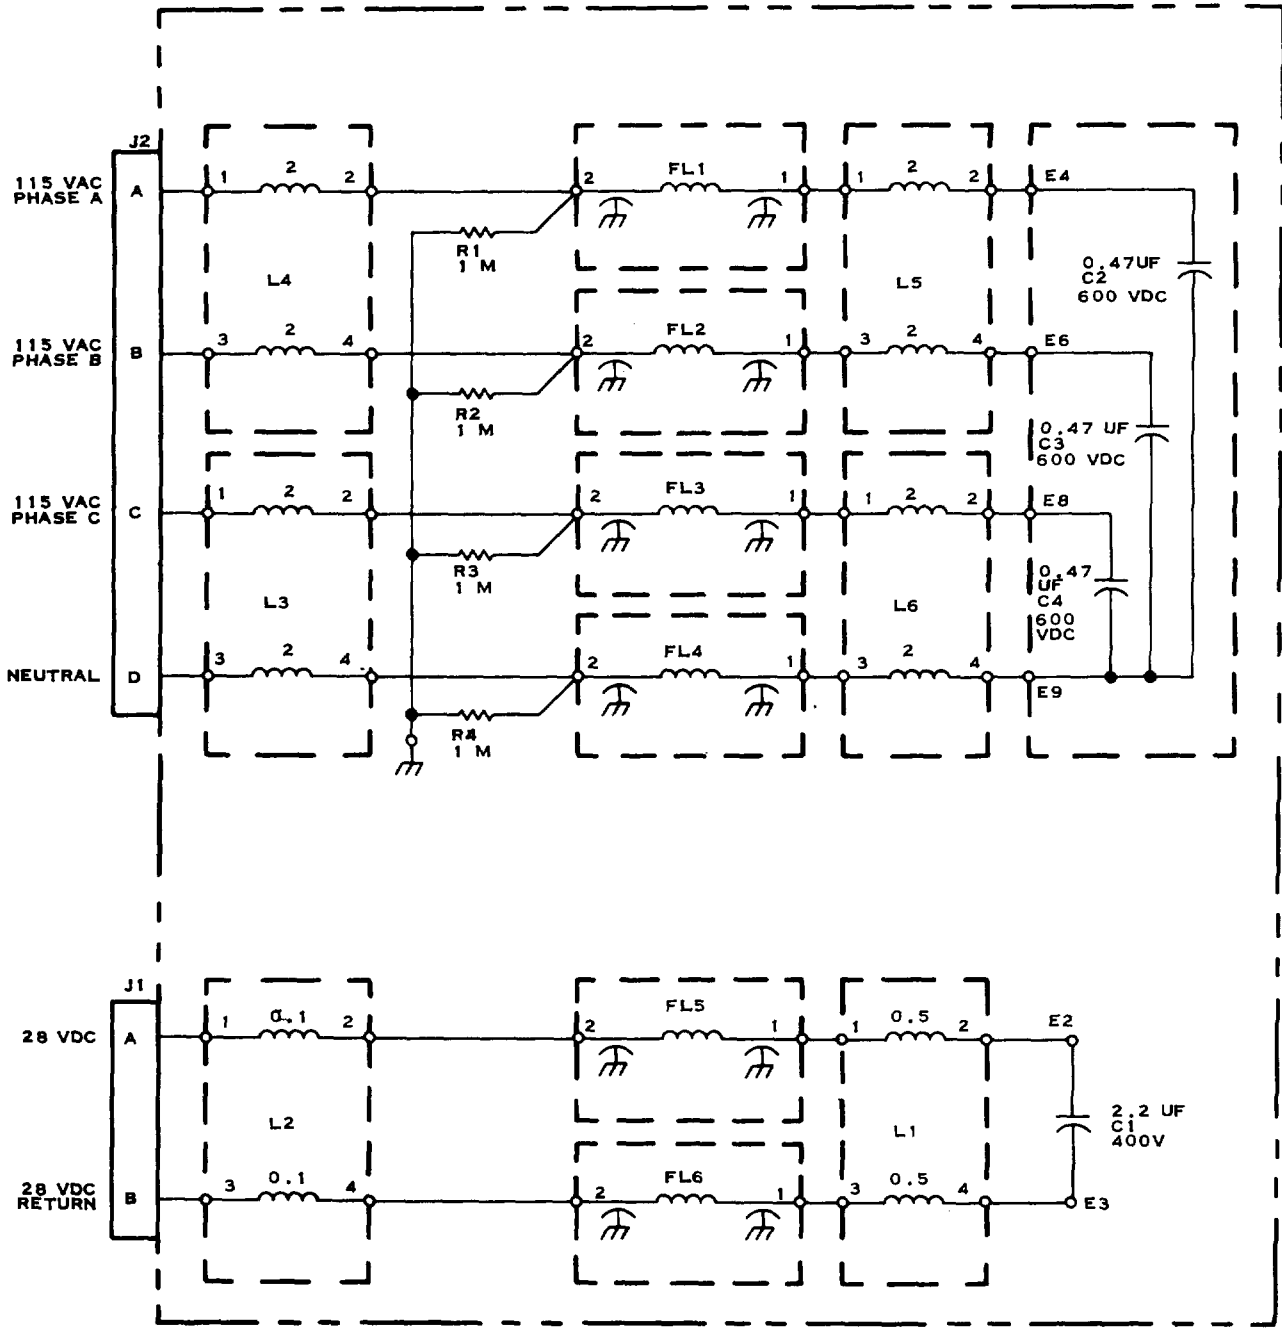 J2
115 VAC
PHASE A
A
1 2 2
2 FL1 1
1 2 2
E4
R1
1 M
L4
L5
0.47UF
C2
600 VDC
115 VAC
PHASE B
B
3 2 4
2 FL2 1
3 2 4
E6
R2
1 M
0.47 UF
C3
600 VDC
115 VAC
PHASE C
C
1 2 2
2 FL3 1
1 2 2
E8
R3
1 M
L3
L6
0.47
UF
C4
600
VDC
NEUTRAL
D
3 2 4
2 FL4 1
3 2 4
E9
R4
1 M
J1
28 VDC
A
1 0.1 2
2 FL5 1
1 0.5 2
E2
L2
L1
2.2 UF
C1
400V
28 VDC
RETURN
B
3 0.1 4
2 FL6 1
3 0.5 4
E3